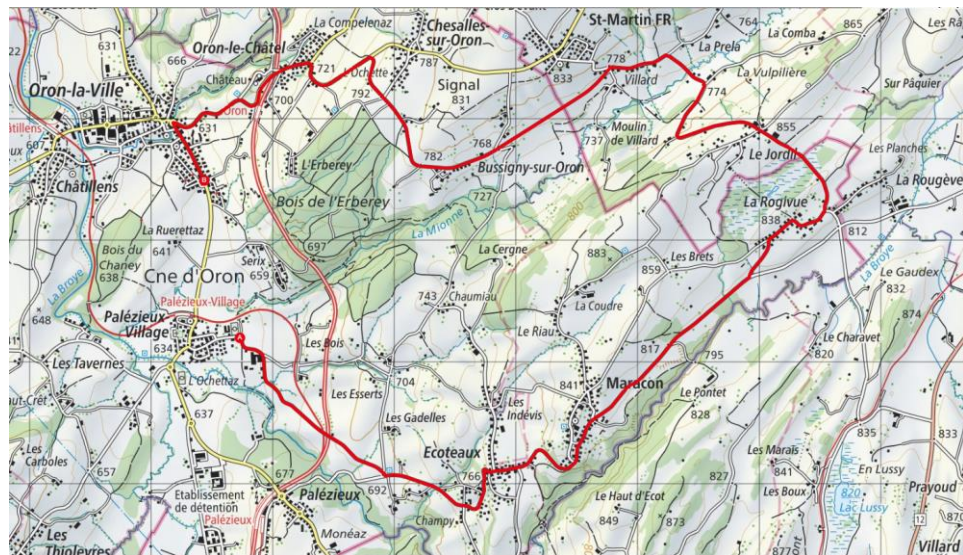 St-Martin FR
764
865
La Compelenaz
Chesalles-
sur-Oron
La Prela
La Comba
Oron-le-Châtel
631
666
721
787
833
778
Villard
La Vulpilière
Sur Pâquier
Château
L'Ochette
Signal
774
Oron-la-Ville
700
792
831
Oron
631
737
Moulin
de Villard
855
607
782
768
Le Jordil
Les Planches
Châtillens
L'Erberey
Bussigny-sur-Oron
La Rougève
Bois de l'Erberey
727
800
La Rogivue
838
La Mionne
La Ruerettaz
641
697
La Cergne
883
Les Brets
812
La Broye
Bois du
Chaney
638
Serix
659
859
La Broye
Le Gaudex
832
Cne d'Oron
La Coudre
743
Chaumiau
Palézieux-Village
648
Palézieux-
Village
634
Le Riau
Le Charavet
874
Les Bois
817
795
820
Les Tavernes
L'Ochettaz
704
841
Maracon
Les Esserts
Le Pontet
835
637
Les Gadelles
Les
Indévis
828
833
Les
Carboles
657
Ecoteaux
Les Marais
841
827
677
766
En Lussy
Palézieux
692
Les Boux
820
Lac Lussy
Prayoud
Etablissement
de détention
Le Haut d'Ecot
Champy
849
873
12
Les
Thioleyres
Palézieux
Monéaz
877
Villard